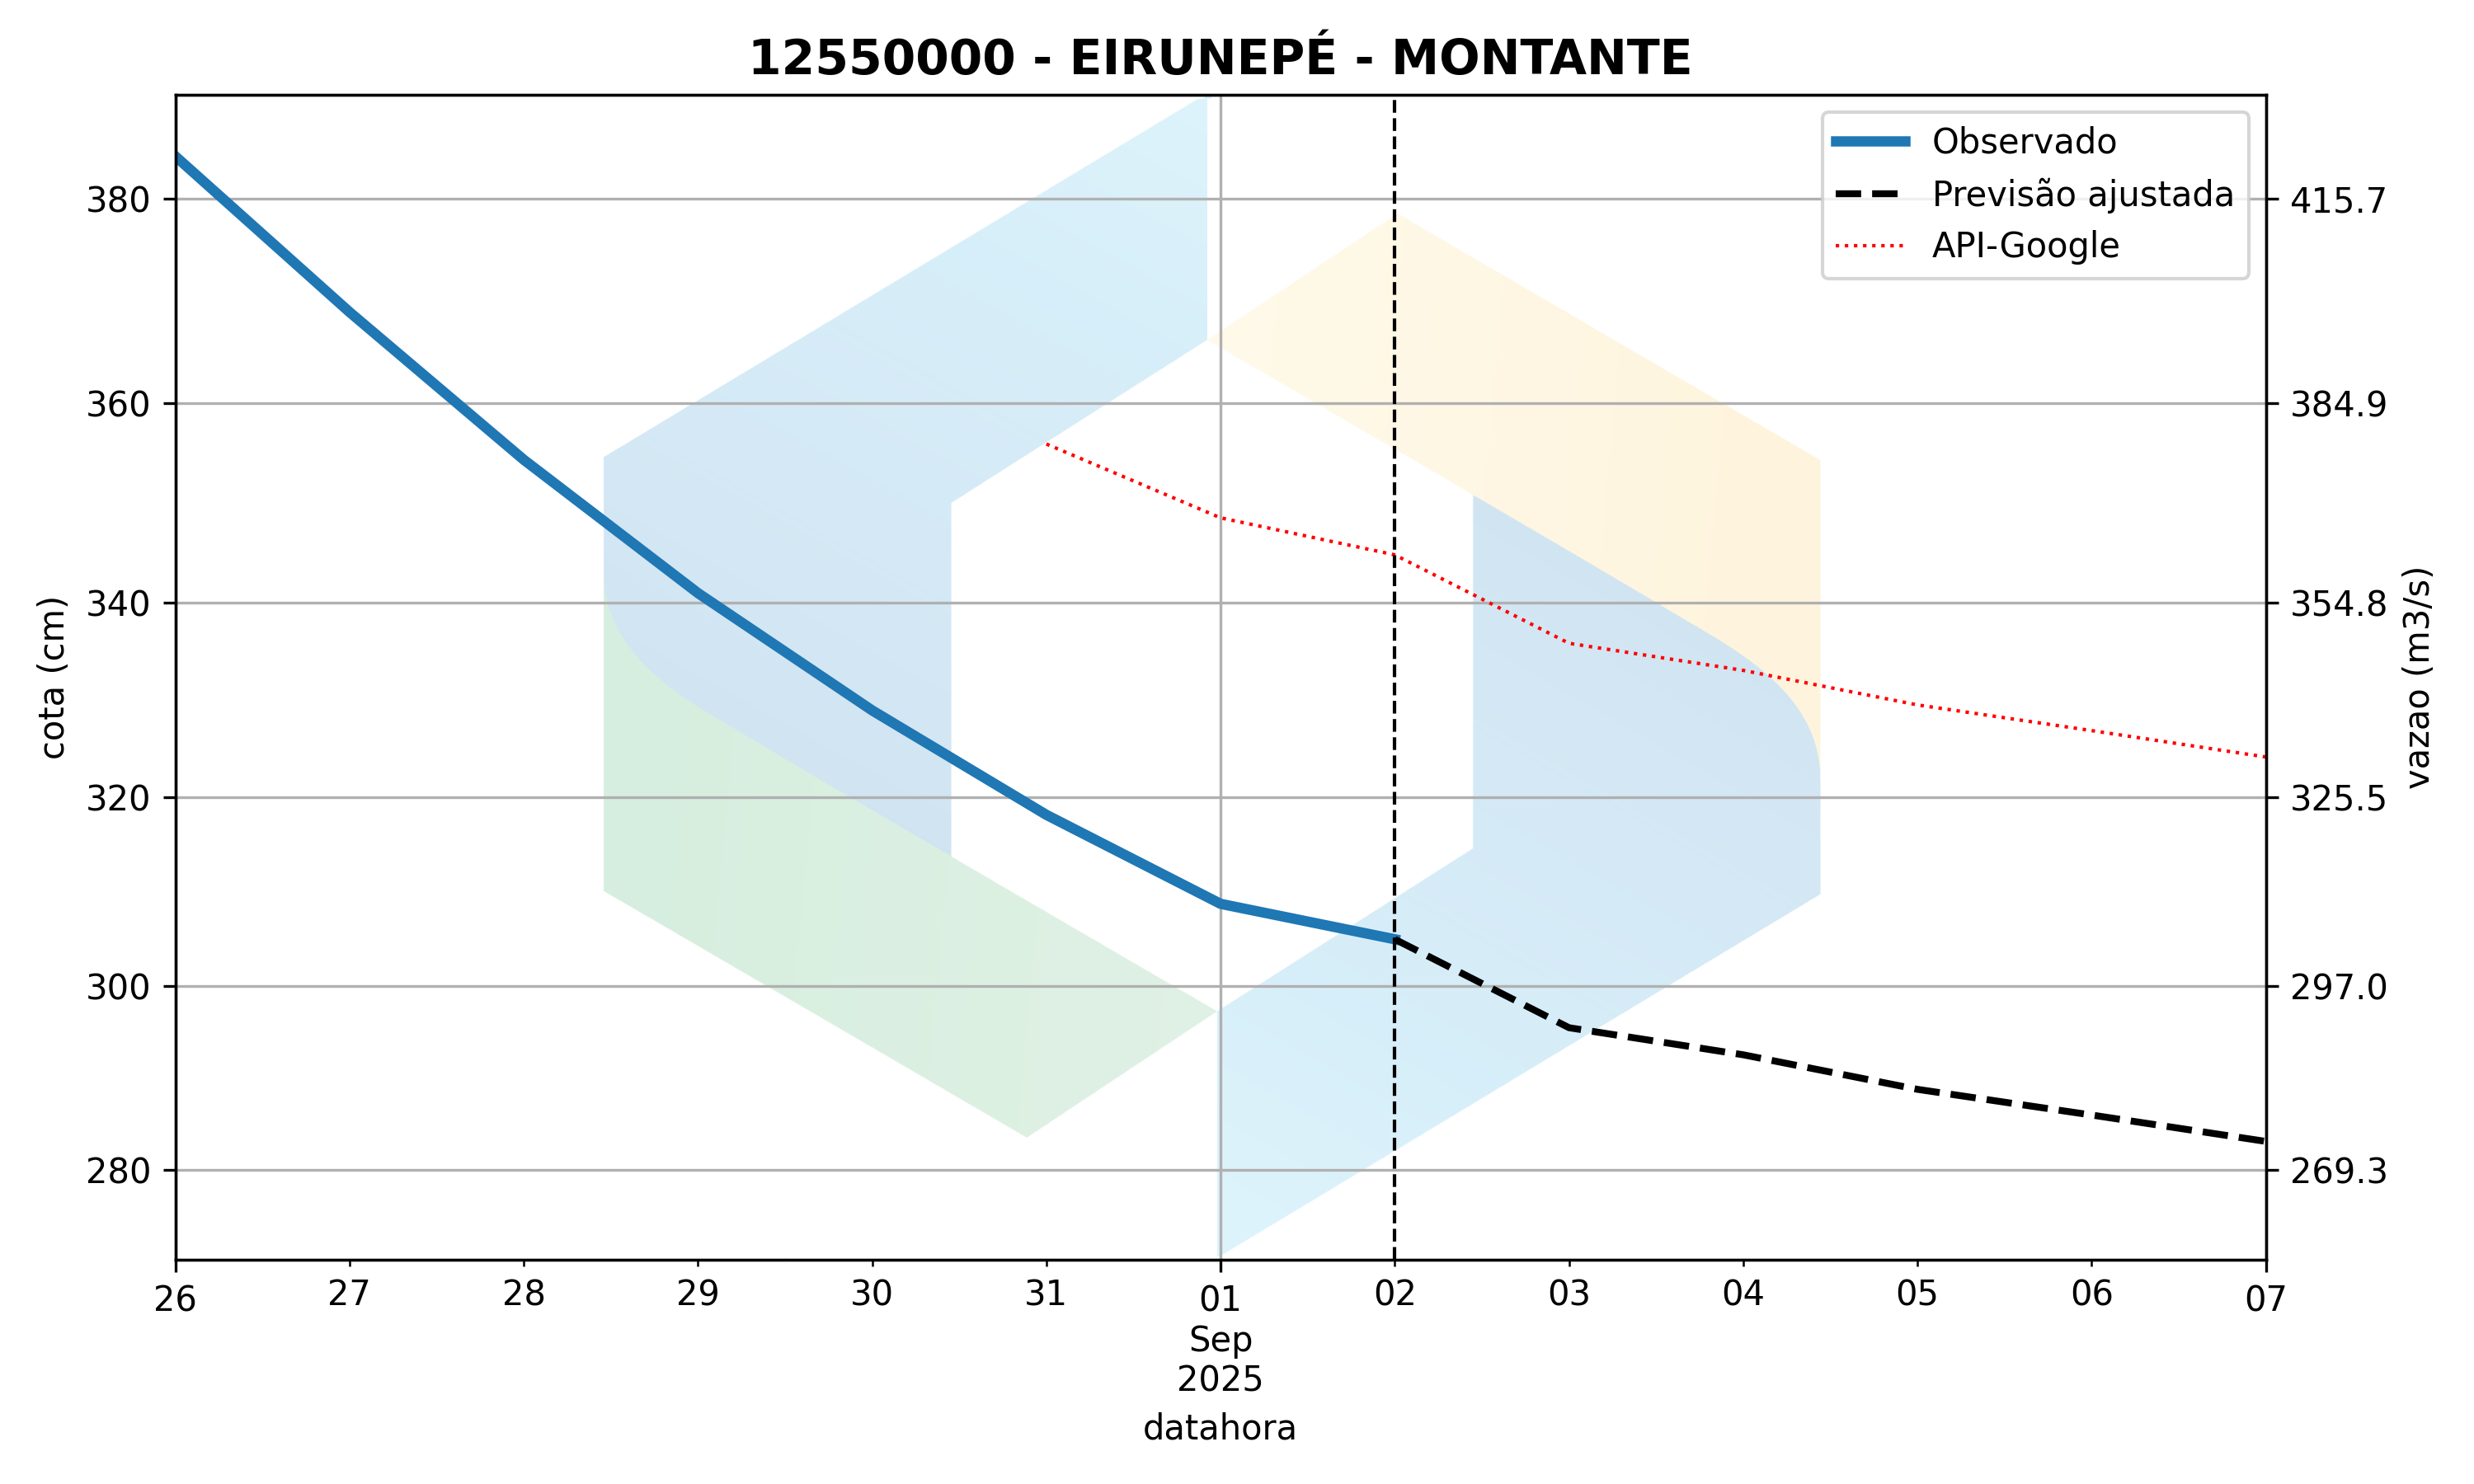 12550000 - EIRUNEPÉ - MONTANTE
Observado
Previsão ajustada
API-Google
380
360
340
320
300
280
cota (cm)
415.7
384.9
354.8
325.5
297.0
269.3
vazao (m3/s)
26 27 28 29 30 31 01 02 03 04 05 06 07
Sep
2025
datahora